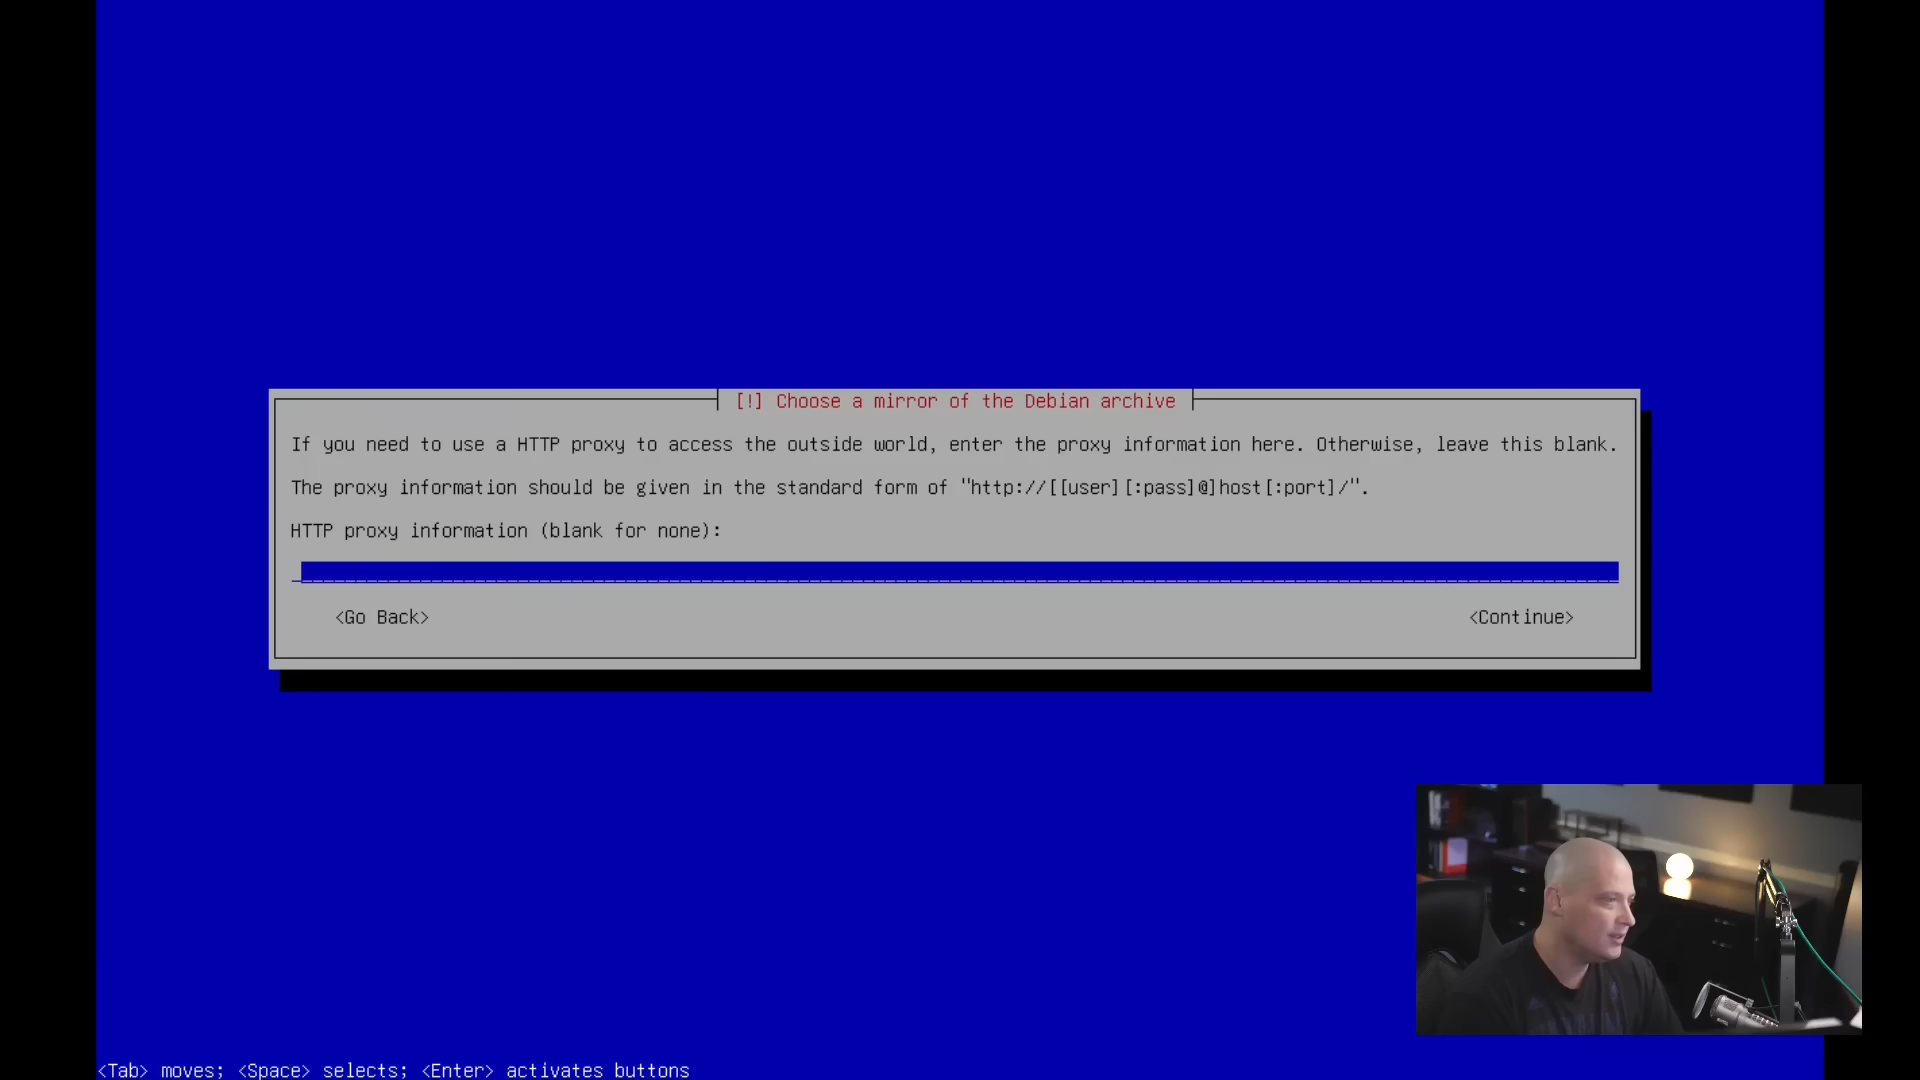 [!] Choose a mirror of the Debian archive
If you need to use a HTTP proxy to access the outside world, enter the proxy information here. Otherwise, leave this blank.
The proxy information should be given in the standard form of "http://[[user][:pass]@]host[:port]/".
HTTP proxy information (blank for none):
<Go Back> <Continue>
<Tab> moves; <Space> selects; <Enter> activates buttons